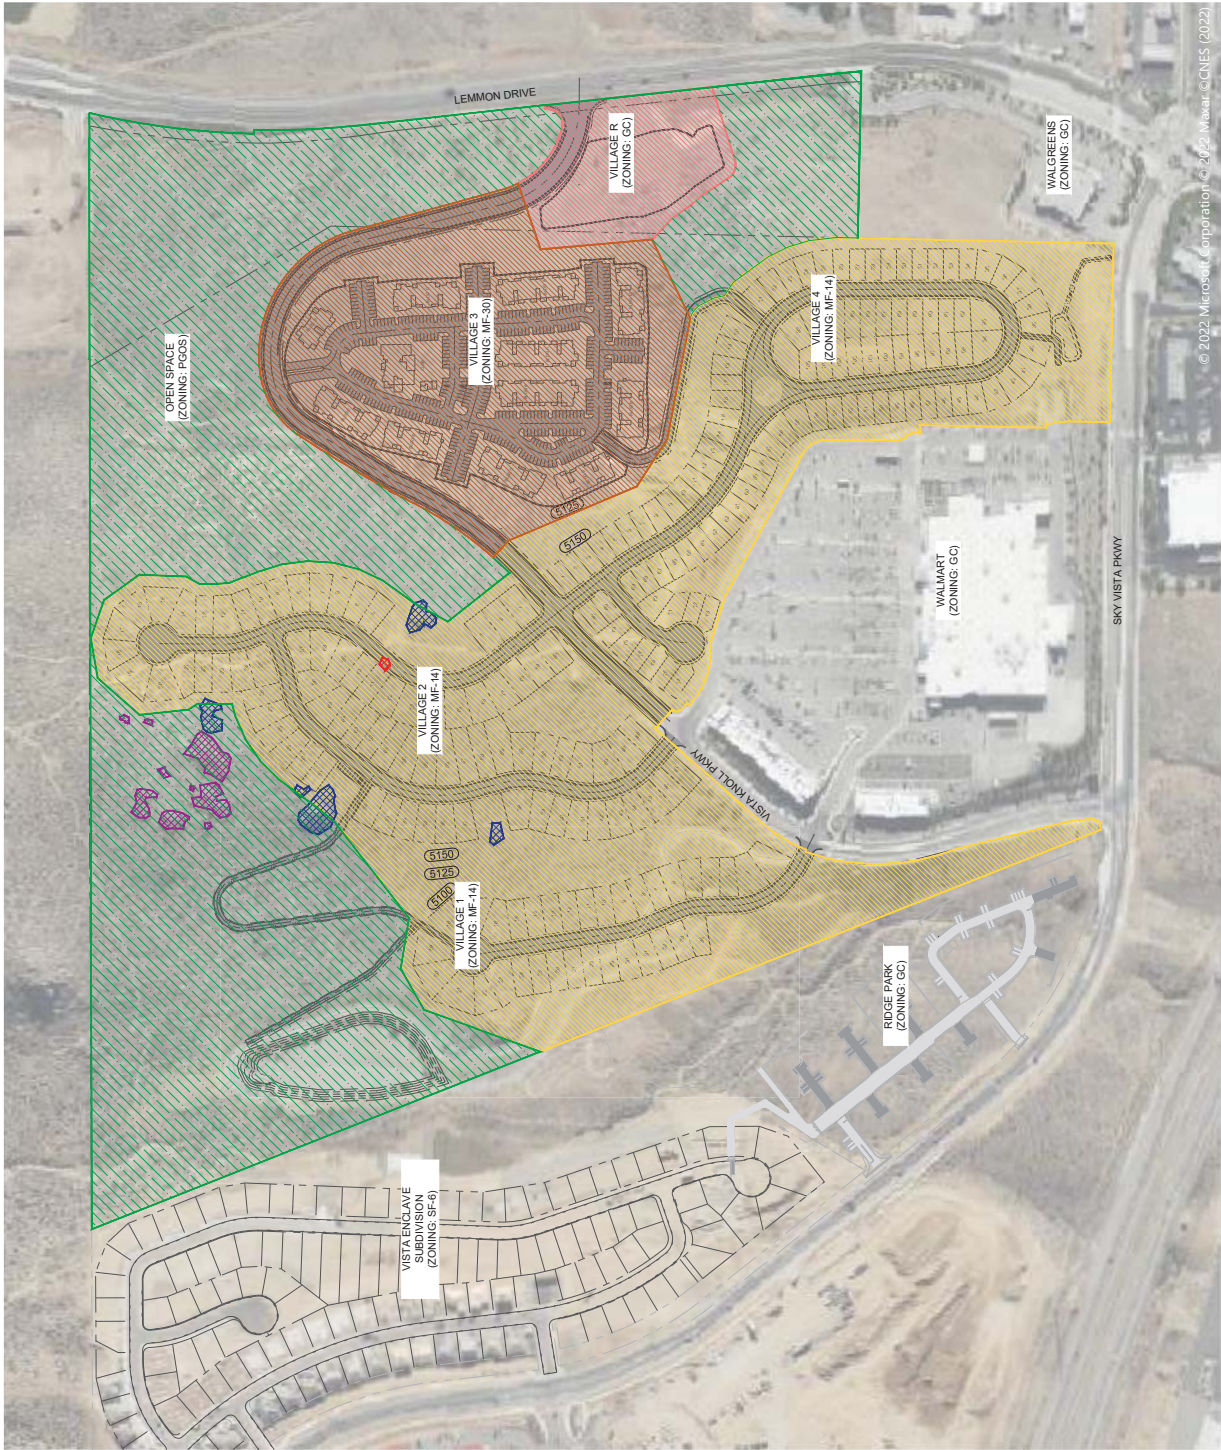 LEMMON DRIVE
VILLAGE R
(ZONING: GC)
WALGREENS
(ZONING: GC)
© 2022 Microsoft Corporation © 2022 Maxar ©CNES (2022)
OPEN SPACE
(ZONING: PGOS)
VILLAGE 3
(ZONING: MF-30)
VILLAGE 4
(ZONING: MF-14)
5125
5150
WALMART
(ZONING: GC)
SKY VISTA PKWY
VILLAGE 2
(ZONING: MF-14)
VISTA KNOLL PKWY
5150
5125
5100
VILLAGE 1
(ZONING: MF-14)
RIDGE PARK
(ZONING: GC)
VISTA ENCLAVE
SUBDIVISION
(ZONING: SF-6)